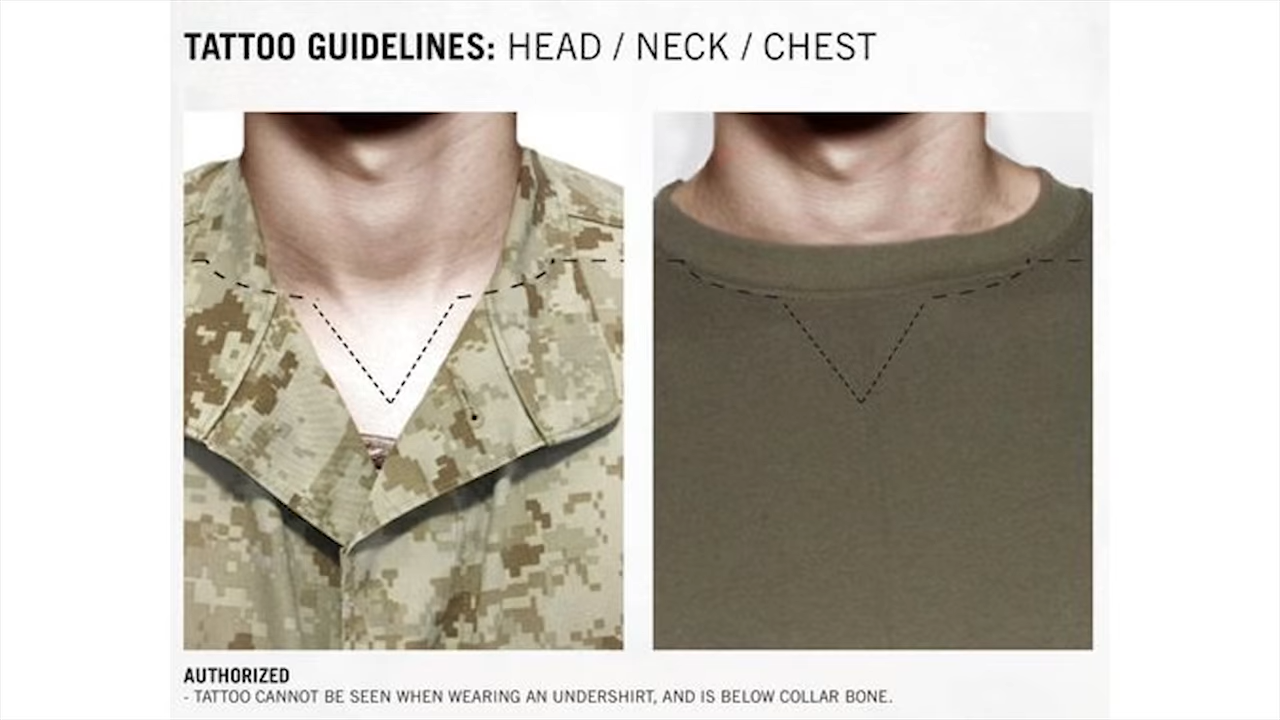 TATTOO GUIDELINES: HEAD / NECK / CHEST
AUTHORIZED
- TATTOO CANNOT BE SEEN WHEN WEARING AN UNDERSHIRT, AND IS BELOW COLLAR BONE.